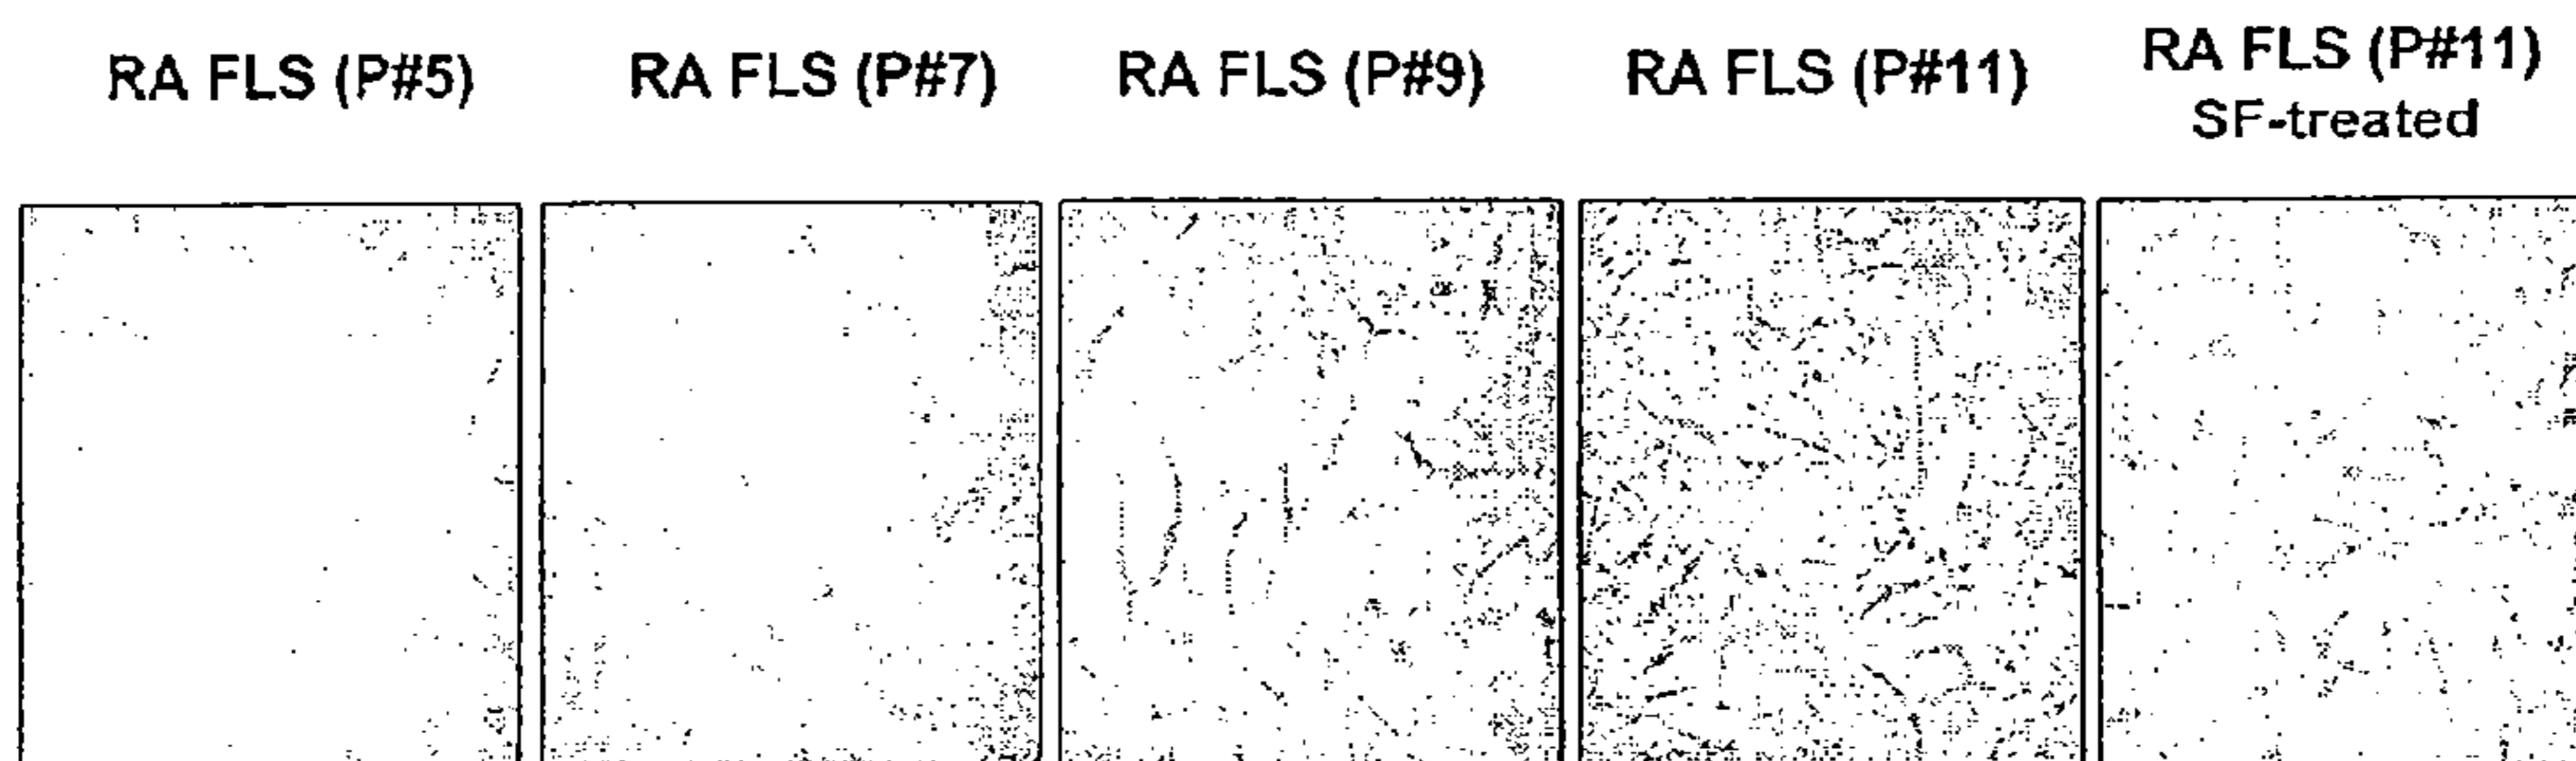 RA FLS (P#5)
RA FLS (P#7)
RA FLS (P#9)
RA FLS (P#11)
RA FLS (P#11)
SF-treated